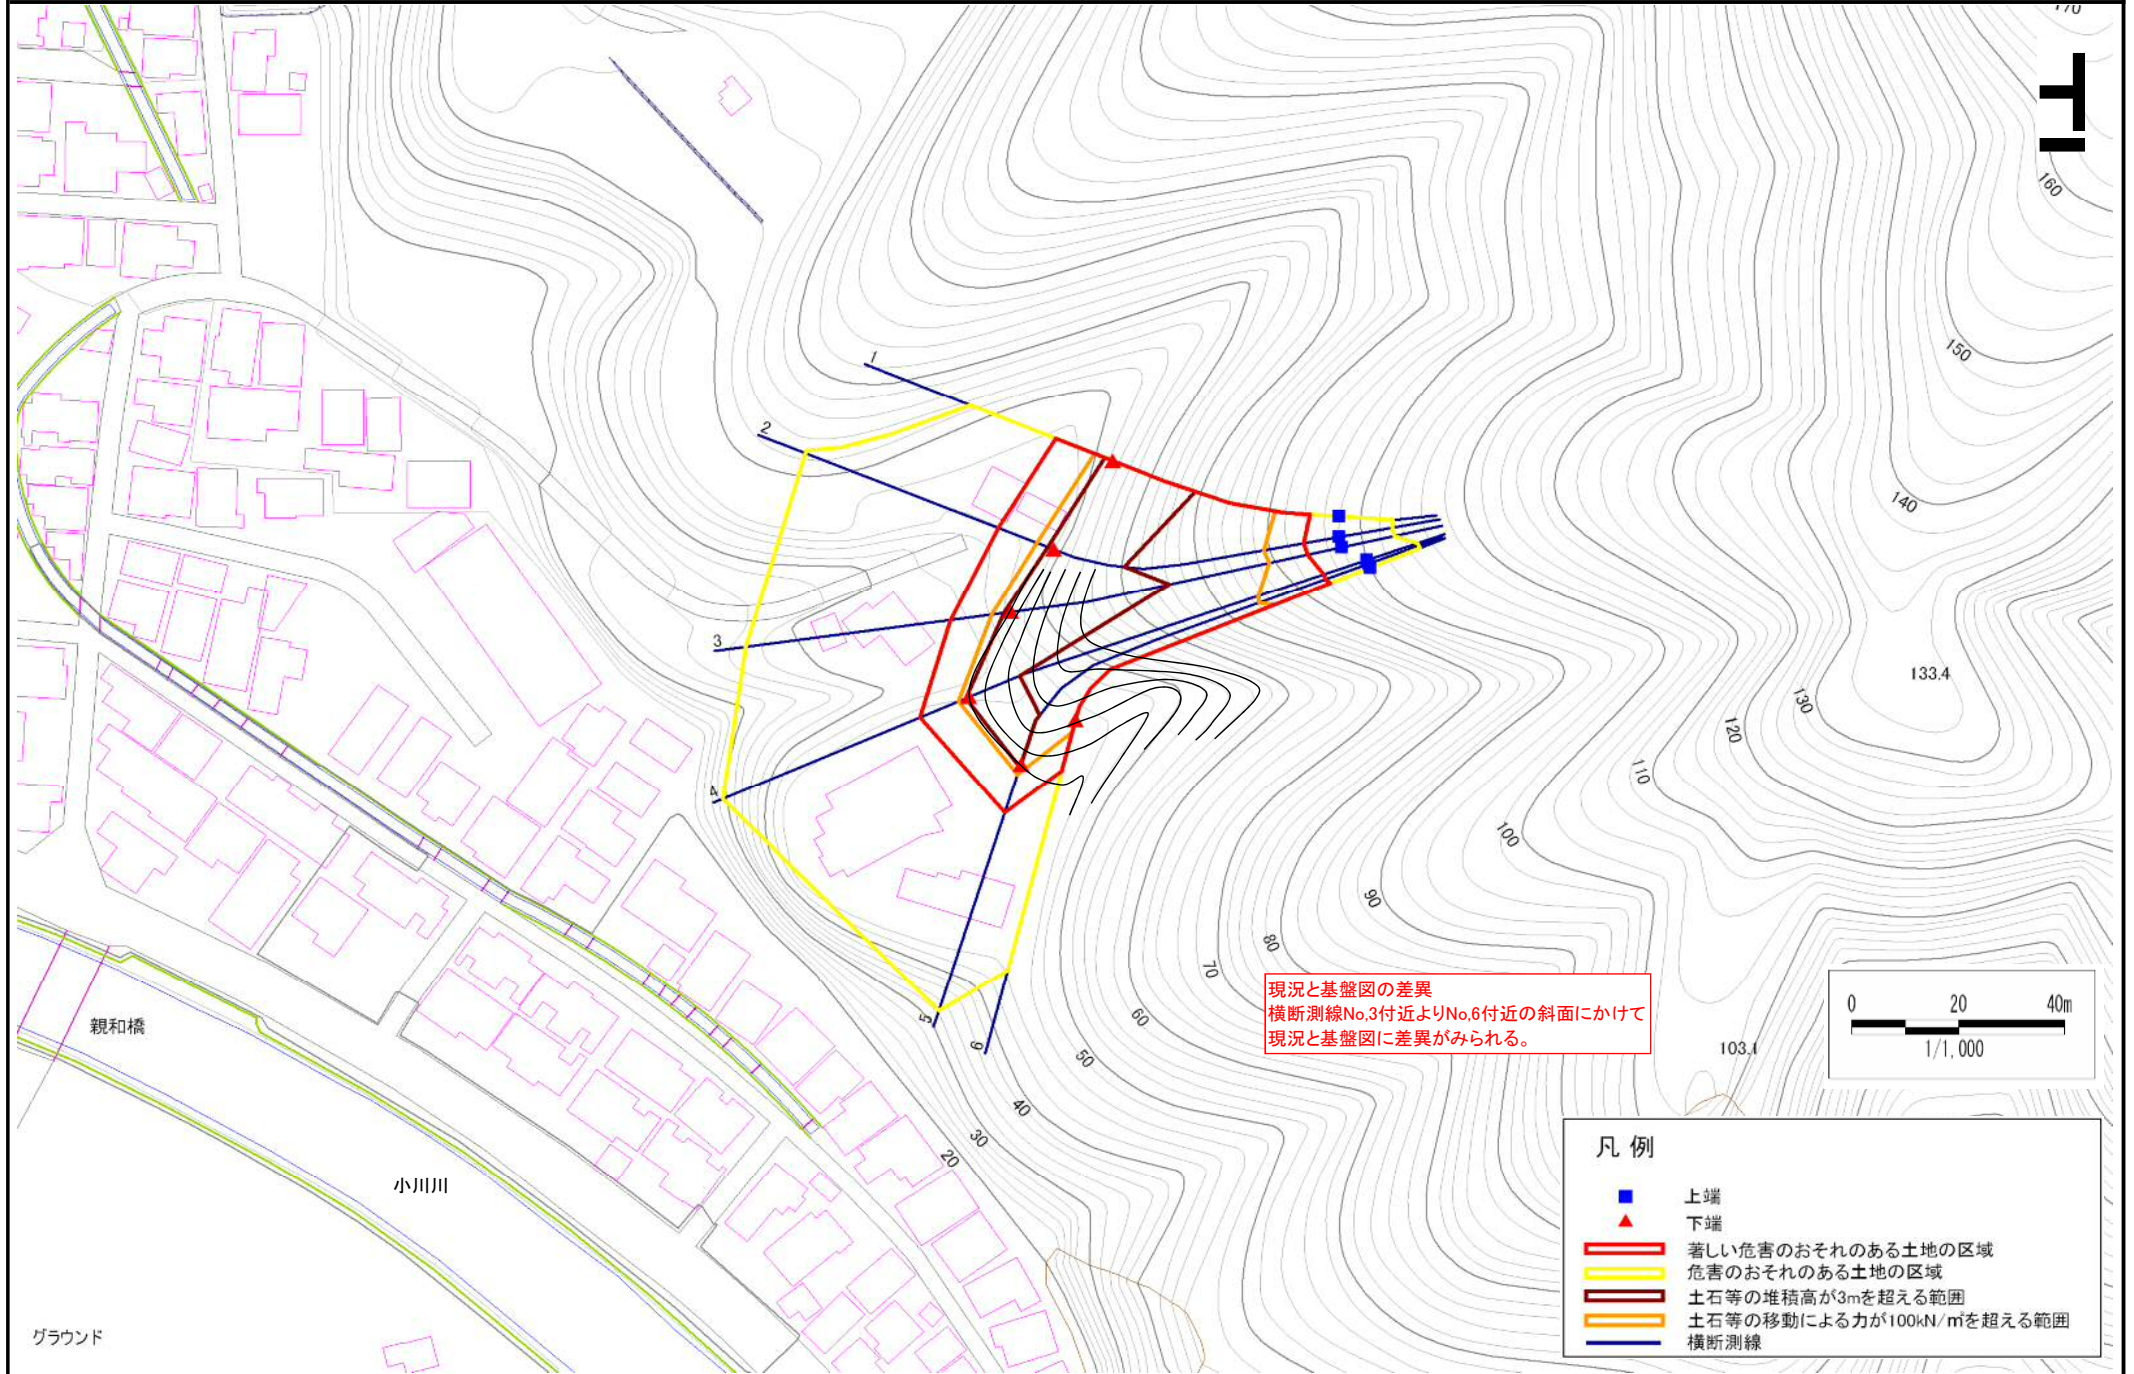 170
160
150
140
133.4
130
120
110
103.1
100
90
80
70
60
50
40
30
20
1
2
3
4
5
6
親和橋
小川川
グラウンド
現況と基盤図の差異
横断測線No,3付近よりNo,6付近の斜面にかけて
現況と基盤図に差異がみられる。
0 20 40m
1/1,000
凡 例
上端
下端
著しい危害のおそれのある土地の区域
危害のおそれのある土地の区域
土石等の堆積高が3mを超える範囲
土石等の移動による力が100kN/㎡を超える範囲
横断測線